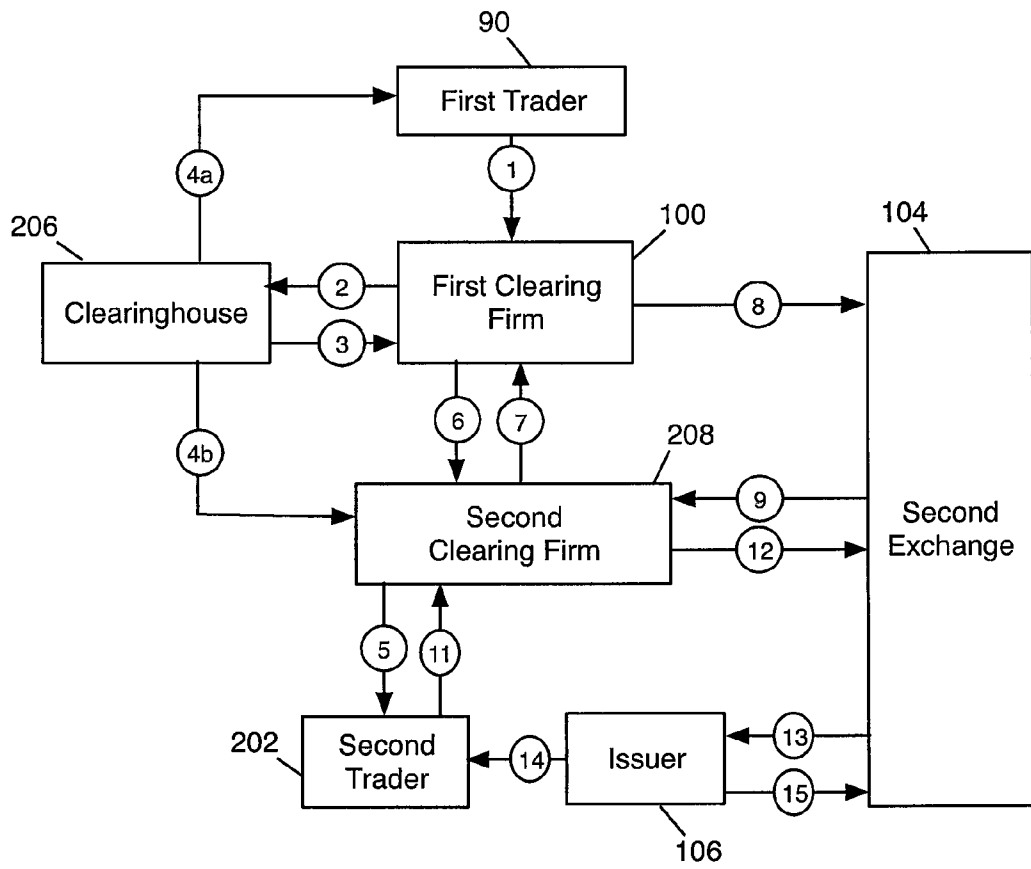 90
First Trader
1
4a
206
100
104
Clearinghouse
2
3
First Clearing
Firm
8
6
7
4b
208
Second
Clearing Firm
9
12
Second
Exchange
5
11
202
Second
Trader
14
Issuer
13
15
106